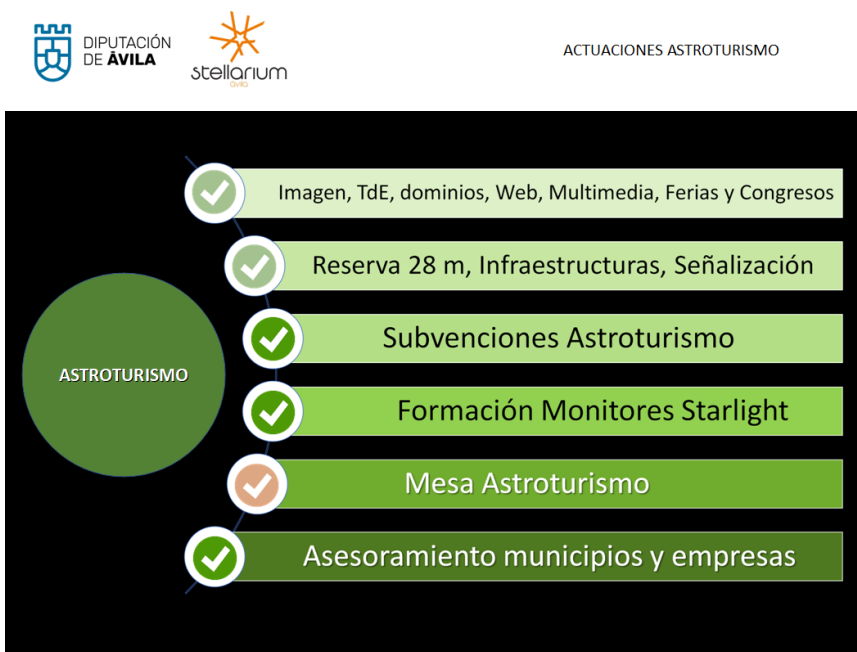 DIPUTACIÓN
DE ÁVILA
stellarium
ávila
ACTUACIONES ASTROTURISMO
ASTROTURISMO
Imagen, TdE, dominios, Web, Multimedia, Ferias y Congresos
Reserva 28 m, Infraestructuras, Señalización
Subvenciones Astroturismo
Formación Monitores Starlight
Mesa Astroturismo
Asesoramiento municipios y empresas